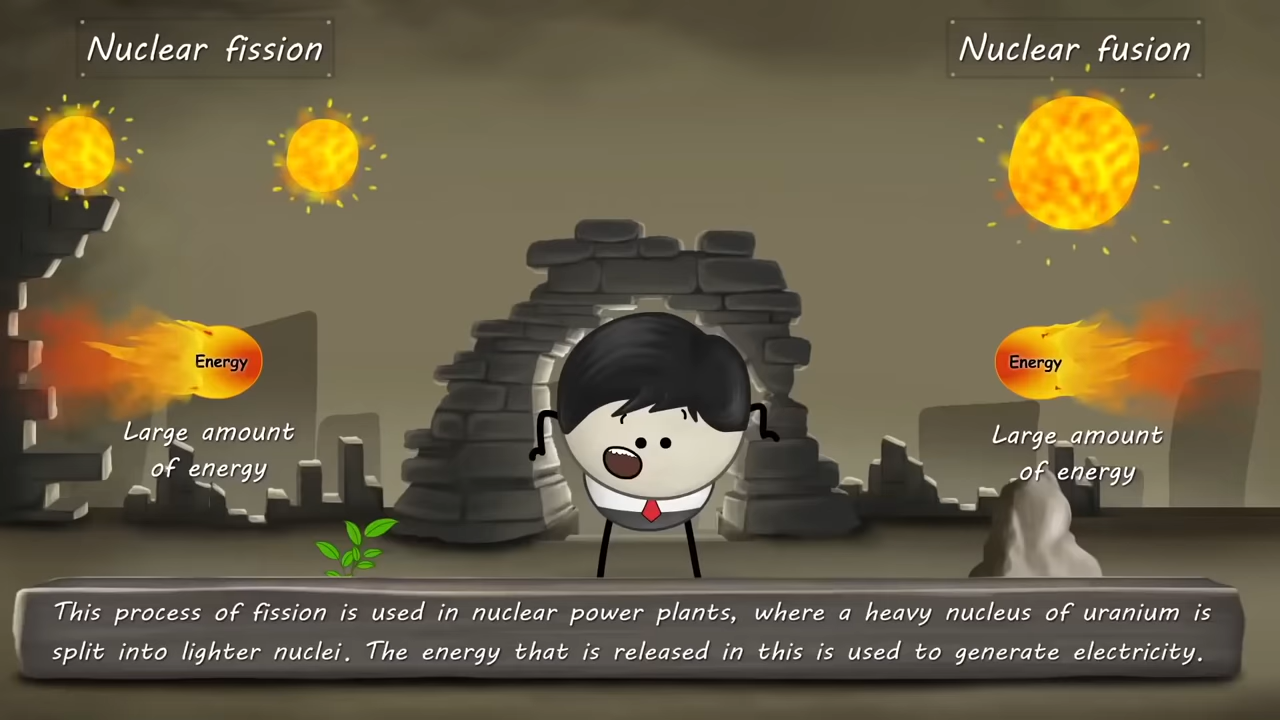 Nuclear fission
Nuclear fusion
Energy
Energy
Large amount
of energy
Large amount
of energy
This process of fission is used in nuclear power plants, where a heavy nucleus of uranium is
split into lighter nuclei. The energy that is released in this is used to generate electricity.